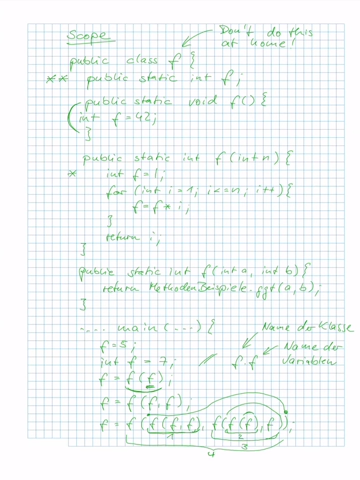 Scope
Don't do this
at home!
public class f {
** public static int f;
public static void f() {
int f = 42;
}
public static int f (int n) {
* int f = 1;
for (int i = 1; i <= n; i++) {
f = f * i;
}
return i;
}
public static int f (int a, int b) {
return MethodenBeispiele.ggt(a, b);
}
.... main (...) {
Name der Klasse
f = 5;
int f = 7; // f.f Name der
Variablen
f = f(f);
f = f(f, f);
f = f(f(f, f), f(f(f), f));
1 2
3
4